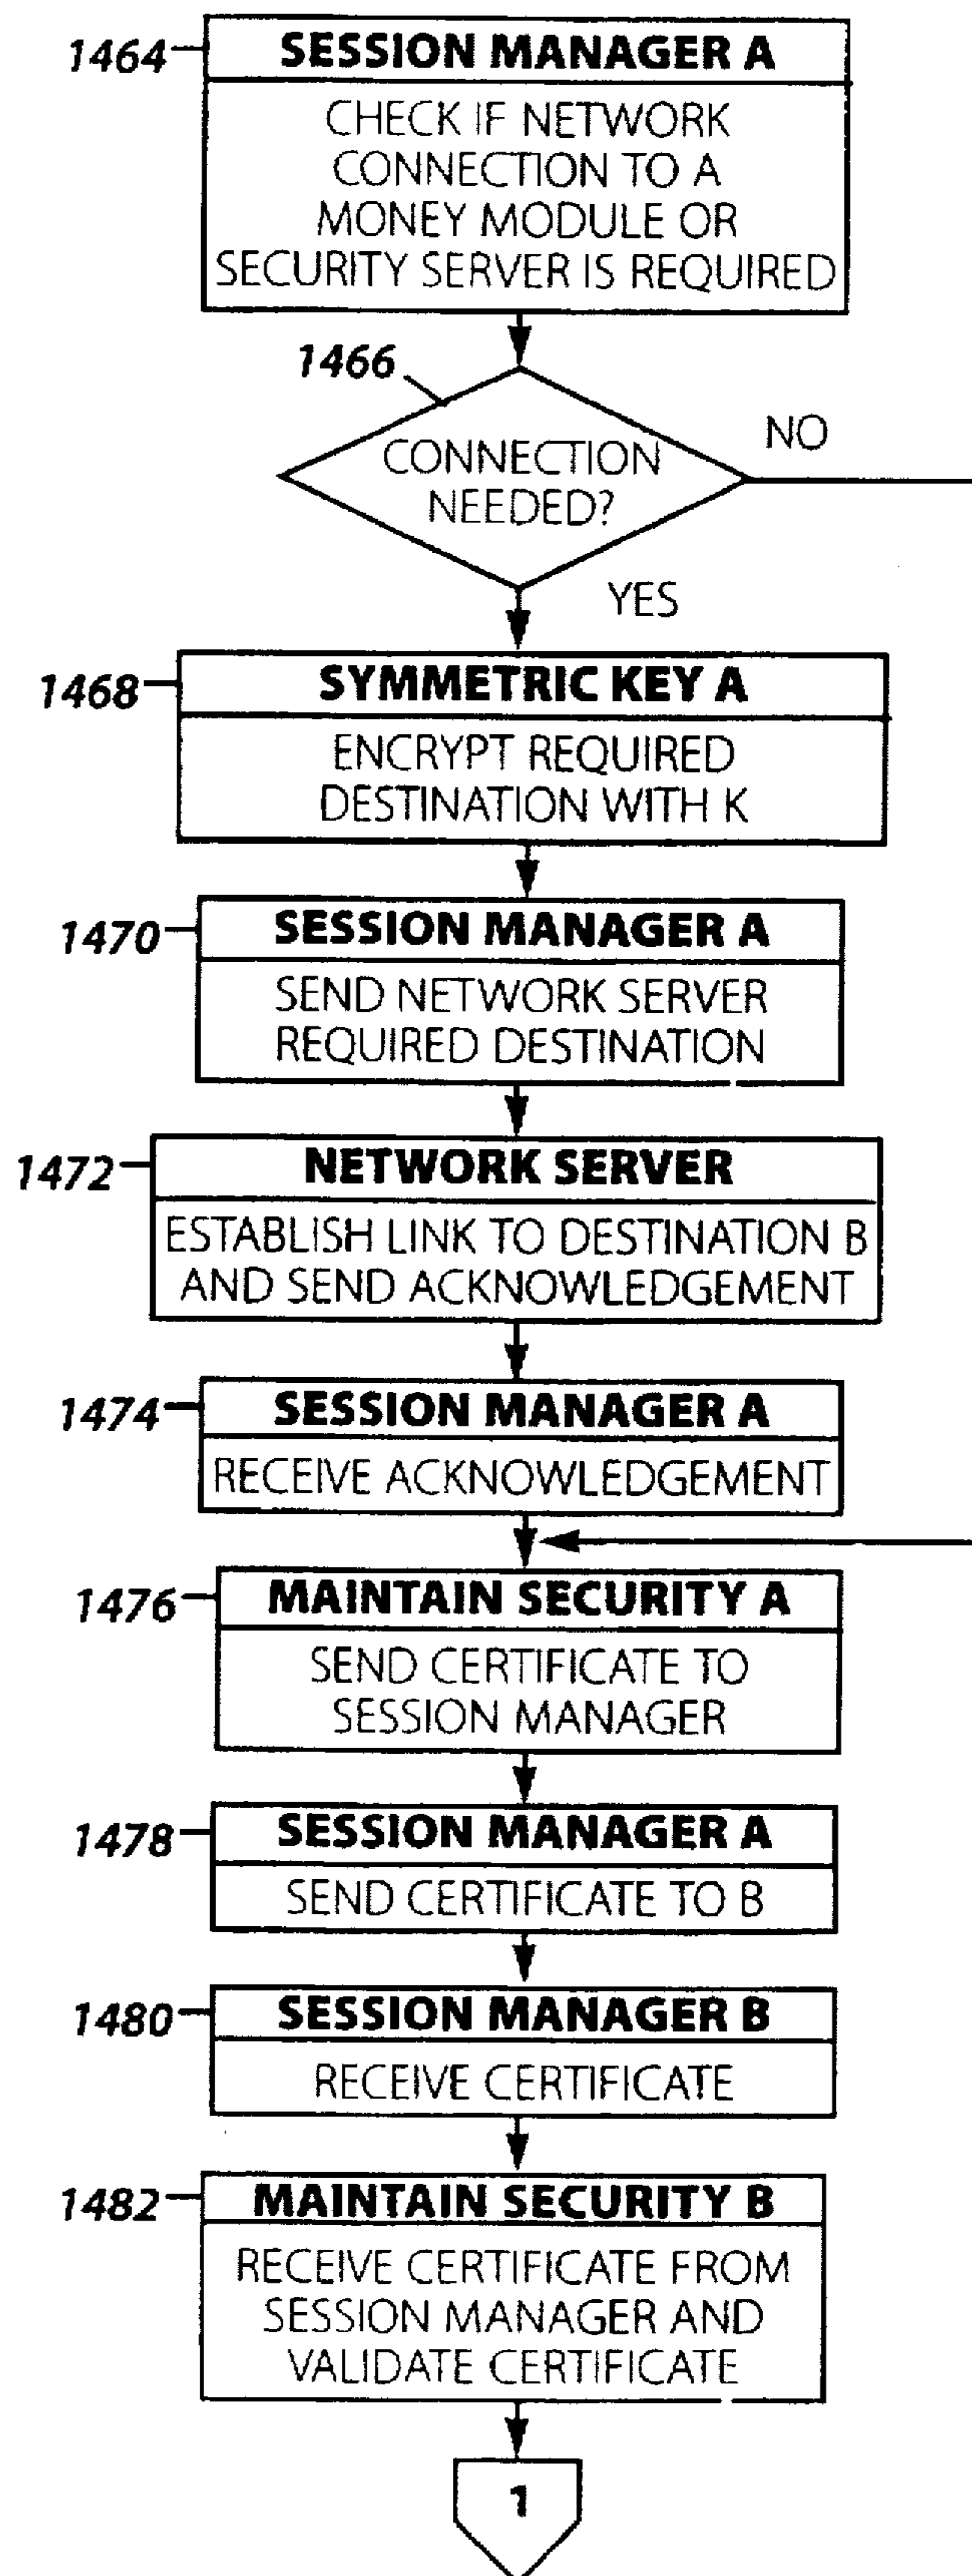 1464
SESSION MANAGER A
CHECK IF NETWORK
CONNECTION TO A
MONEY MODULE OR
SECURITY SERVER IS REQUIRED
1466
CONNECTION
NEEDED?
NO
YES
1468
SYMMETRIC KEY A
ENCRYPT REQUIRED
DESTINATION WITH K
1470
SESSION MANAGER A
SEND NETWORK SERVER
REQUIRED DESTINATION
1472
NETWORK SERVER
ESTABLISH LINK TO DESTINATION B
AND SEND ACKNOWLEDGEMENT
1474
SESSION MANAGER A
RECEIVE ACKNOWLEDGEMENT
1476
MAINTAIN SECURITY A
SEND CERTIFICATE TO
SESSION MANAGER
1478
SESSION MANAGER A
SEND CERTIFICATE TO B
1480
SESSION MANAGER B
RECEIVE CERTIFICATE
1482
MAINTAIN SECURITY B
RECEIVE CERTIFICATE FROM
SESSION MANAGER AND
VALIDATE CERTIFICATE
1